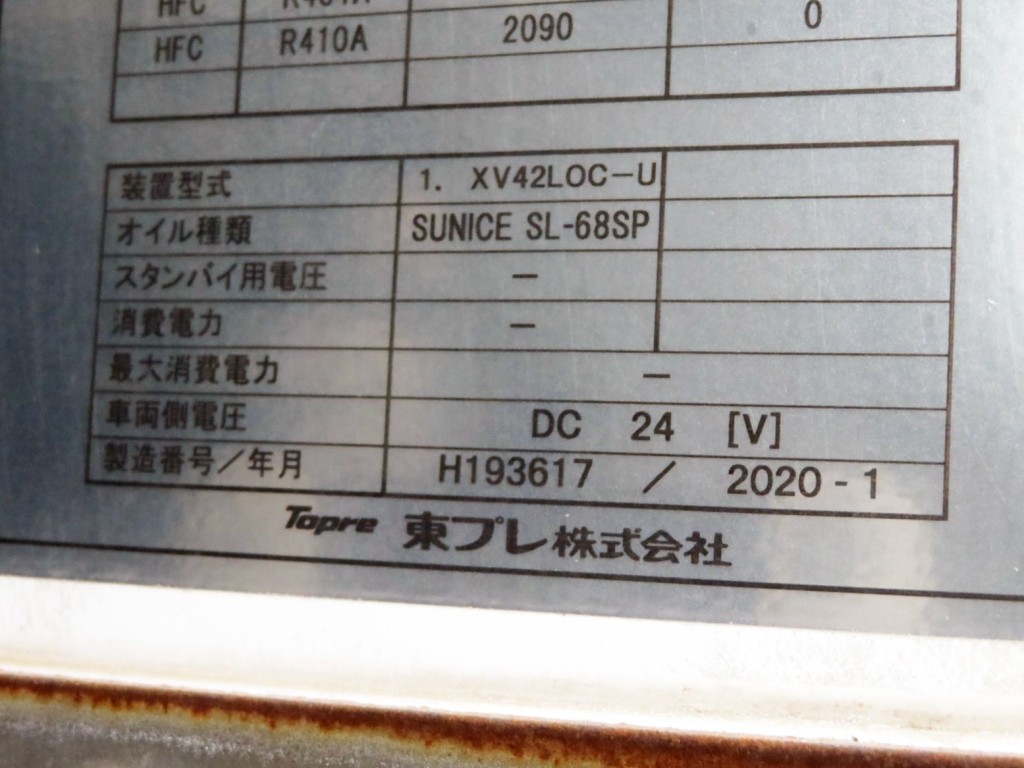 HFC R404A
HFC R410A 2090 0
装置型式 1. XV42LOC-U
オイル種類 SUNICE SL-68SP
スタンバイ用電圧 －
消費電力 －
最大消費電力 －
車両側電圧 DC 24 [V]
製造番号／年月 H193617 ／ 2020-1
Topre 東プレ株式会社